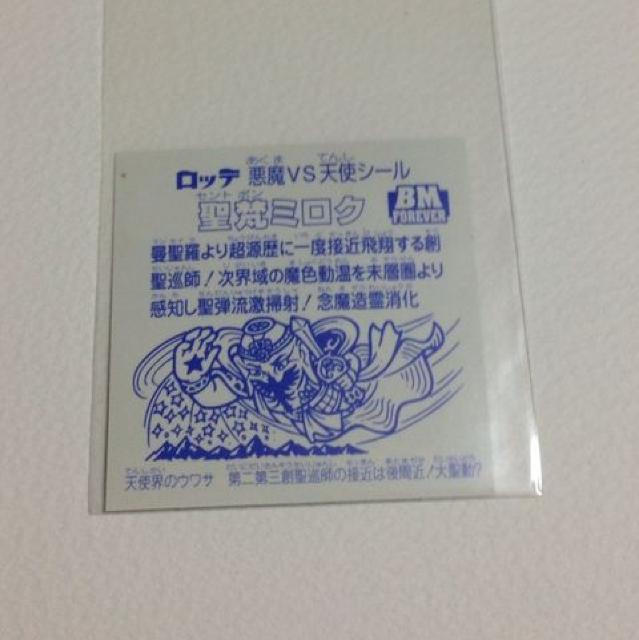 ロッテ 悪魔VS天使シール
聖梵ミロク BM FOREVER
曼聖羅より超源歴に一度接近飛翔する創
聖巡師！次界域の魔色動温を末層圏より
感知し聖弾流激掃射！念魔造霊消化
天使界のウワサ 第二第三創聖巡師の接近は後間近！大聖動？